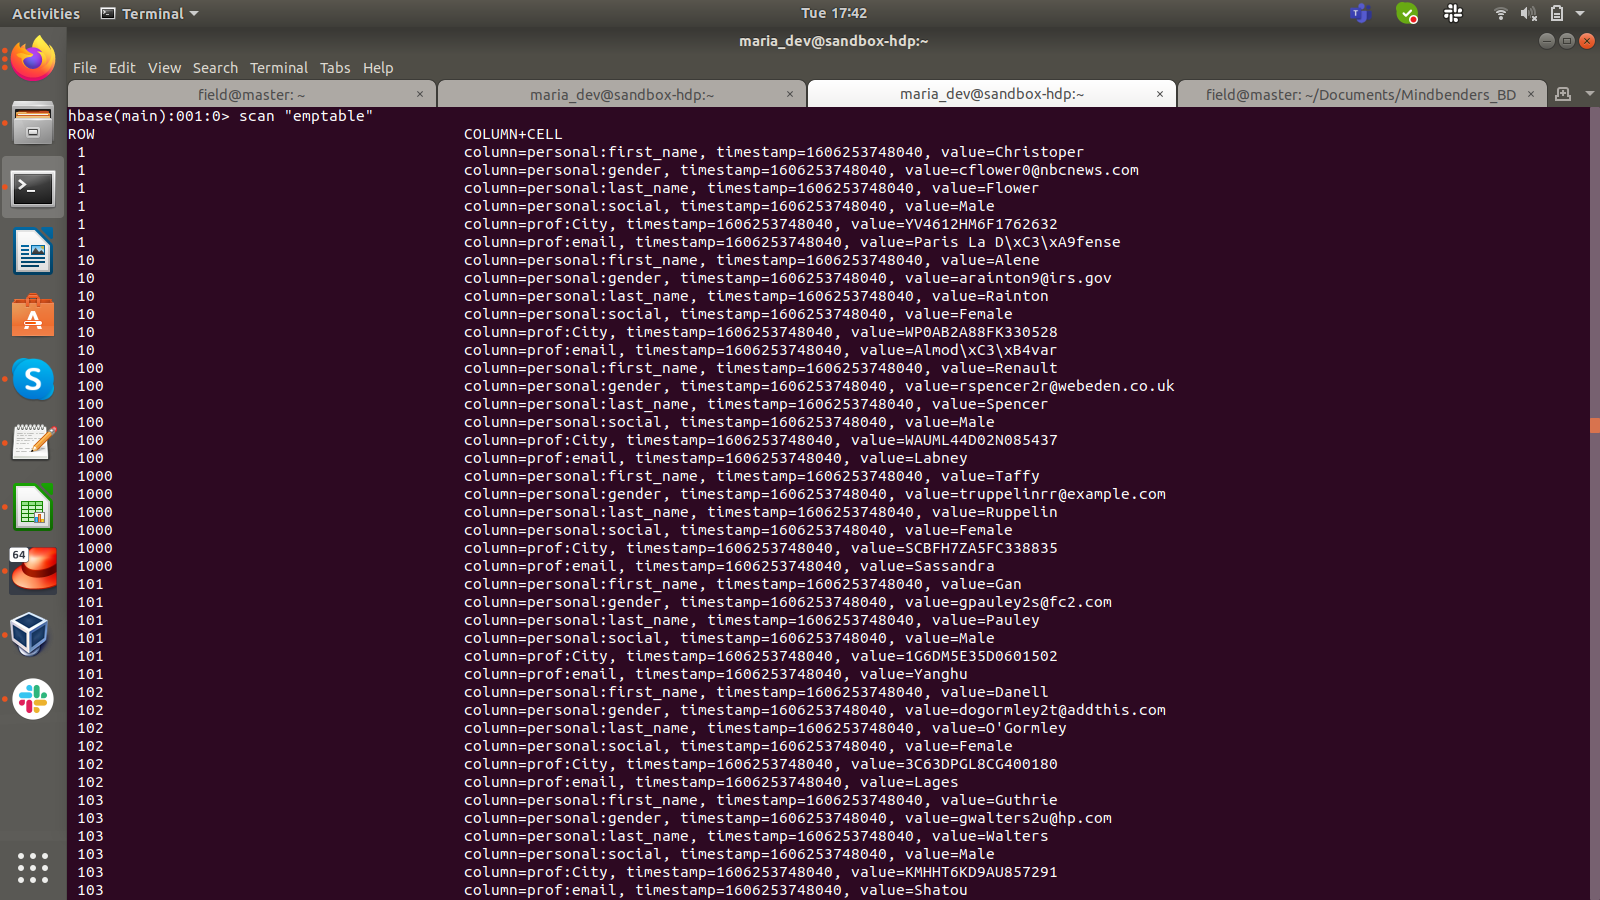 Activities Terminal Tue 17:42
maria_dev@sandbox-hdp:~
File Edit View Search Terminal Tabs Help
field@master: ~ × maria_dev@sandbox-hdp:~ × maria_dev@sandbox-hdp:~ × field@master: ~/Documents/Mindbenders_BD ×
hbase(main):001:0> scan "emptable"
ROW COLUMN+CELL
1 column=personal:first_name, timestamp=1606253748040, value=Christoper
1 column=personal:gender, timestamp=1606253748040, value=cflower0@nbcnews.com
1 column=personal:last_name, timestamp=1606253748040, value=Flower
1 column=personal:social, timestamp=1606253748040, value=Male
1 column=prof:City, timestamp=1606253748040, value=YV4612HM6F1762632
1 column=prof:email, timestamp=1606253748040, value=Paris La D\xC3\xA9fense
10 column=personal:first_name, timestamp=1606253748040, value=Alene
10 column=personal:gender, timestamp=1606253748040, value=arainton9@irs.gov
10 column=personal:last_name, timestamp=1606253748040, value=Rainton
10 column=personal:social, timestamp=1606253748040, value=Female
10 column=prof:City, timestamp=1606253748040, value=WP0AB2A88FK330528
10 column=prof:email, timestamp=1606253748040, value=Almod\xC3\xB4var
100 column=personal:first_name, timestamp=1606253748040, value=Renault
100 column=personal:gender, timestamp=1606253748040, value=rspencer2r@webeden.co.uk
100 column=personal:last_name, timestamp=1606253748040, value=Spencer
100 column=personal:social, timestamp=1606253748040, value=Male
100 column=prof:City, timestamp=1606253748040, value=WAUML44D02N085437
100 column=prof:email, timestamp=1606253748040, value=Labney
1000 column=personal:first_name, timestamp=1606253748040, value=Taffy
1000 column=personal:gender, timestamp=1606253748040, value=truppelinrr@example.com
1000 column=personal:last_name, timestamp=1606253748040, value=Ruppelin
1000 column=personal:social, timestamp=1606253748040, value=Female
1000 column=prof:City, timestamp=1606253748040, value=SCBFH7ZA5FC338835
1000 column=prof:email, timestamp=1606253748040, value=Sassandra
101 column=personal:first_name, timestamp=1606253748040, value=Gan
101 column=personal:gender, timestamp=1606253748040, value=gpauley2s@fc2.com
101 column=personal:last_name, timestamp=1606253748040, value=Pauley
101 column=personal:social, timestamp=1606253748040, value=Male
101 column=prof:City, timestamp=1606253748040, value=1G6DM5E35D0601502
101 column=prof:email, timestamp=1606253748040, value=Yanghu
102 column=personal:first_name, timestamp=1606253748040, value=Danell
102 column=personal:gender, timestamp=1606253748040, value=dogormley2t@addthis.com
102 column=personal:last_name, timestamp=1606253748040, value=O'Gormley
102 column=personal:social, timestamp=1606253748040, value=Female
102 column=prof:City, timestamp=1606253748040, value=3C63DPGL8CG400180
102 column=prof:email, timestamp=1606253748040, value=Lages
103 column=personal:first_name, timestamp=1606253748040, value=Guthrie
103 column=personal:gender, timestamp=1606253748040, value=gwalters2u@hp.com
103 column=personal:last_name, timestamp=1606253748040, value=Walters
103 column=personal:social, timestamp=1606253748040, value=Male
103 column=prof:City, timestamp=1606253748040, value=KMHHT6KD9AU857291
103 column=prof:email, timestamp=1606253748040, value=Shatou
64